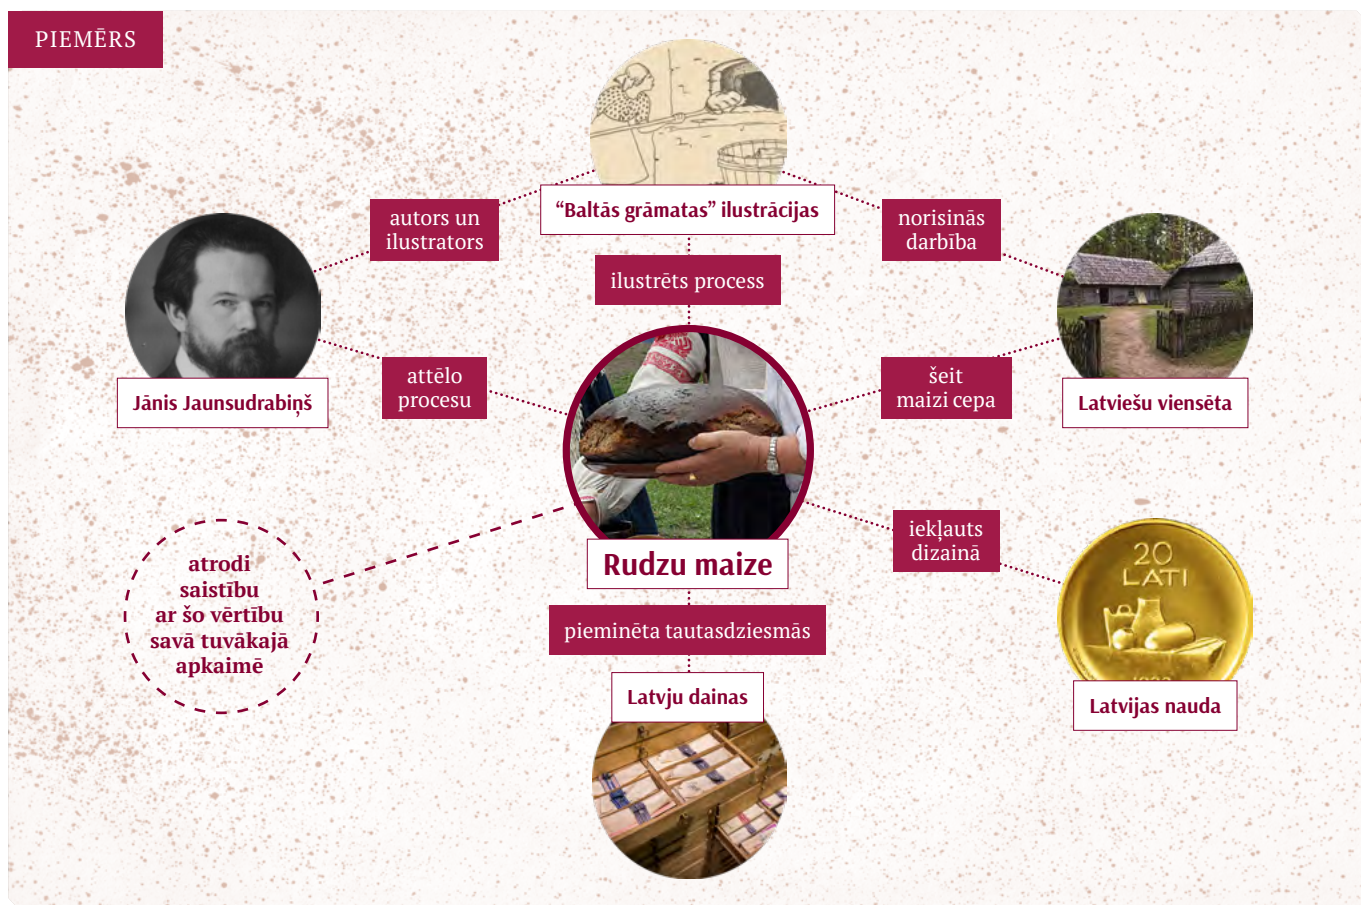 PIEMĒRS
“Baltās grāmatas” ilustrācijas
autors un
ilustrators
norisinās
darbība
ilustrēts process
Jānis Jaunsudrabiņš
attēlo
procesu
šeit
maizi cepa
Latviešu viensēta
Rudzu maize
iekļauts
dizainā
20
LATI
Latvijas nauda
atrodi
saistību
ar šo vērtību
savā tuvākajā
apkaimē
pieminēta tautasdziesmās
Latvju dainas